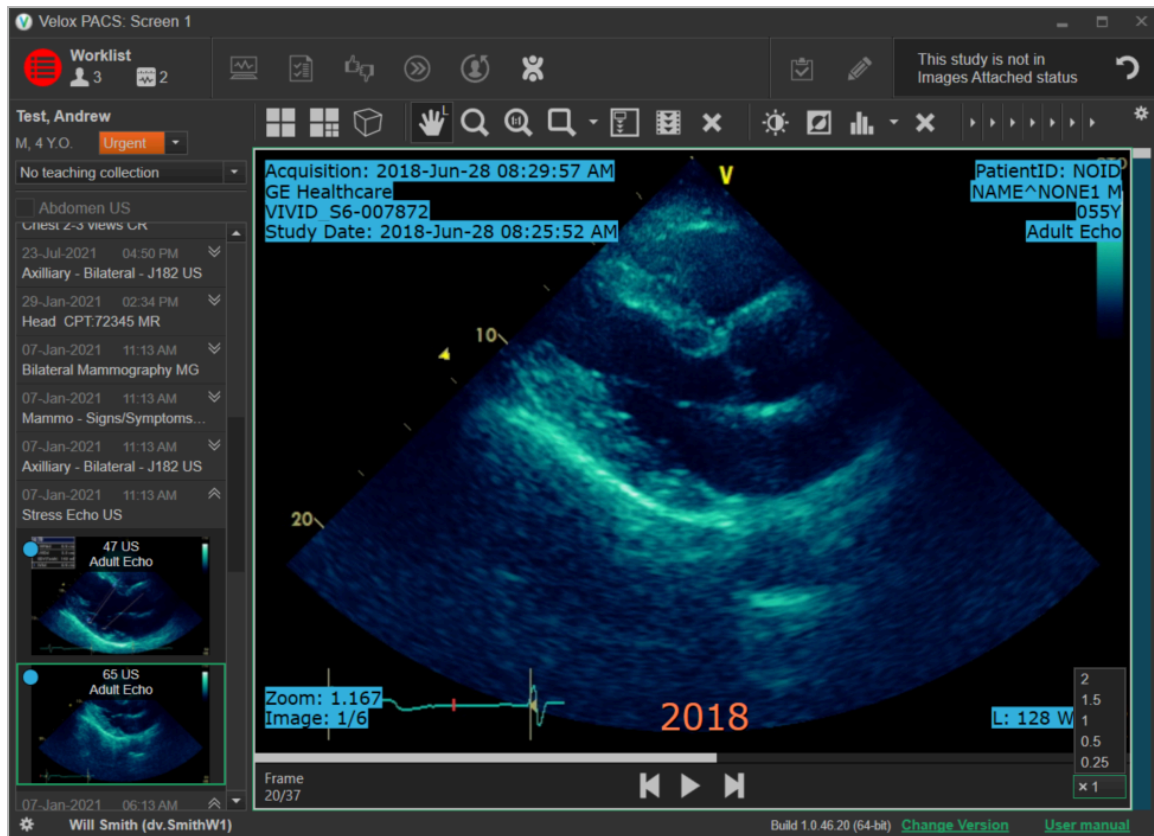 Velox PACS: Screen 1
Worklist
3 2
This study is not in
Images Attached status
Test, Andrew
M, 4 Y.O. Urgent
No teaching collection
Abdomen US
Chest 2-3 views CR
23-Jul-2021 04:50 PM
Axilliary - Bilateral - J182 US
29-Jan-2021 02:34 PM
Head CPT:72345 MR
07-Jan-2021 11:13 AM
Bilateral Mammography MG
07-Jan-2021 11:13 AM
Mammo - Signs/Symptoms...
07-Jan-2021 11:13 AM
Axilliary - Bilateral - J182 US
07-Jan-2021 11:13 AM
Stress Echo US
47 US
Adult Echo
65 US
Adult Echo
07-Jan-2021 06:13 AM
L
1:1
Acquisition: 2018-Jun-28 08:29:57 AM
GE Healthcare
VIVID_S6-007872
Study Date: 2018-Jun-28 08:25:52 AM
V
PatientID: NOID
NAME^NONE1 M
055Y
Adult Echo
10
20
Zoom: 1.167
Image: 1/6
2018
L: 128 W
2
1.5
1
0.5
0.25
× 1
Frame
20/37
Will Smith (dv.SmithW1)
Build 1.0.46.20 (64-bit) Change Version User manual